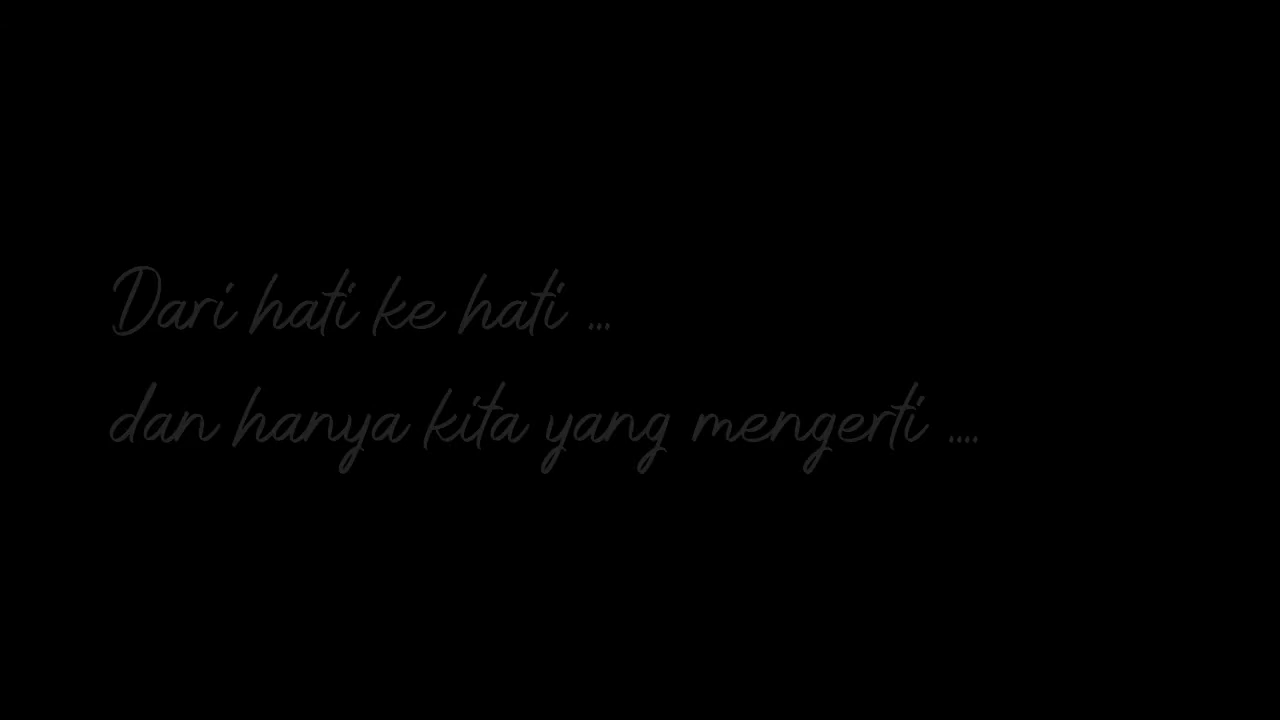 Dari hati ke hati ...
dan hanya kita yang mengerti ....